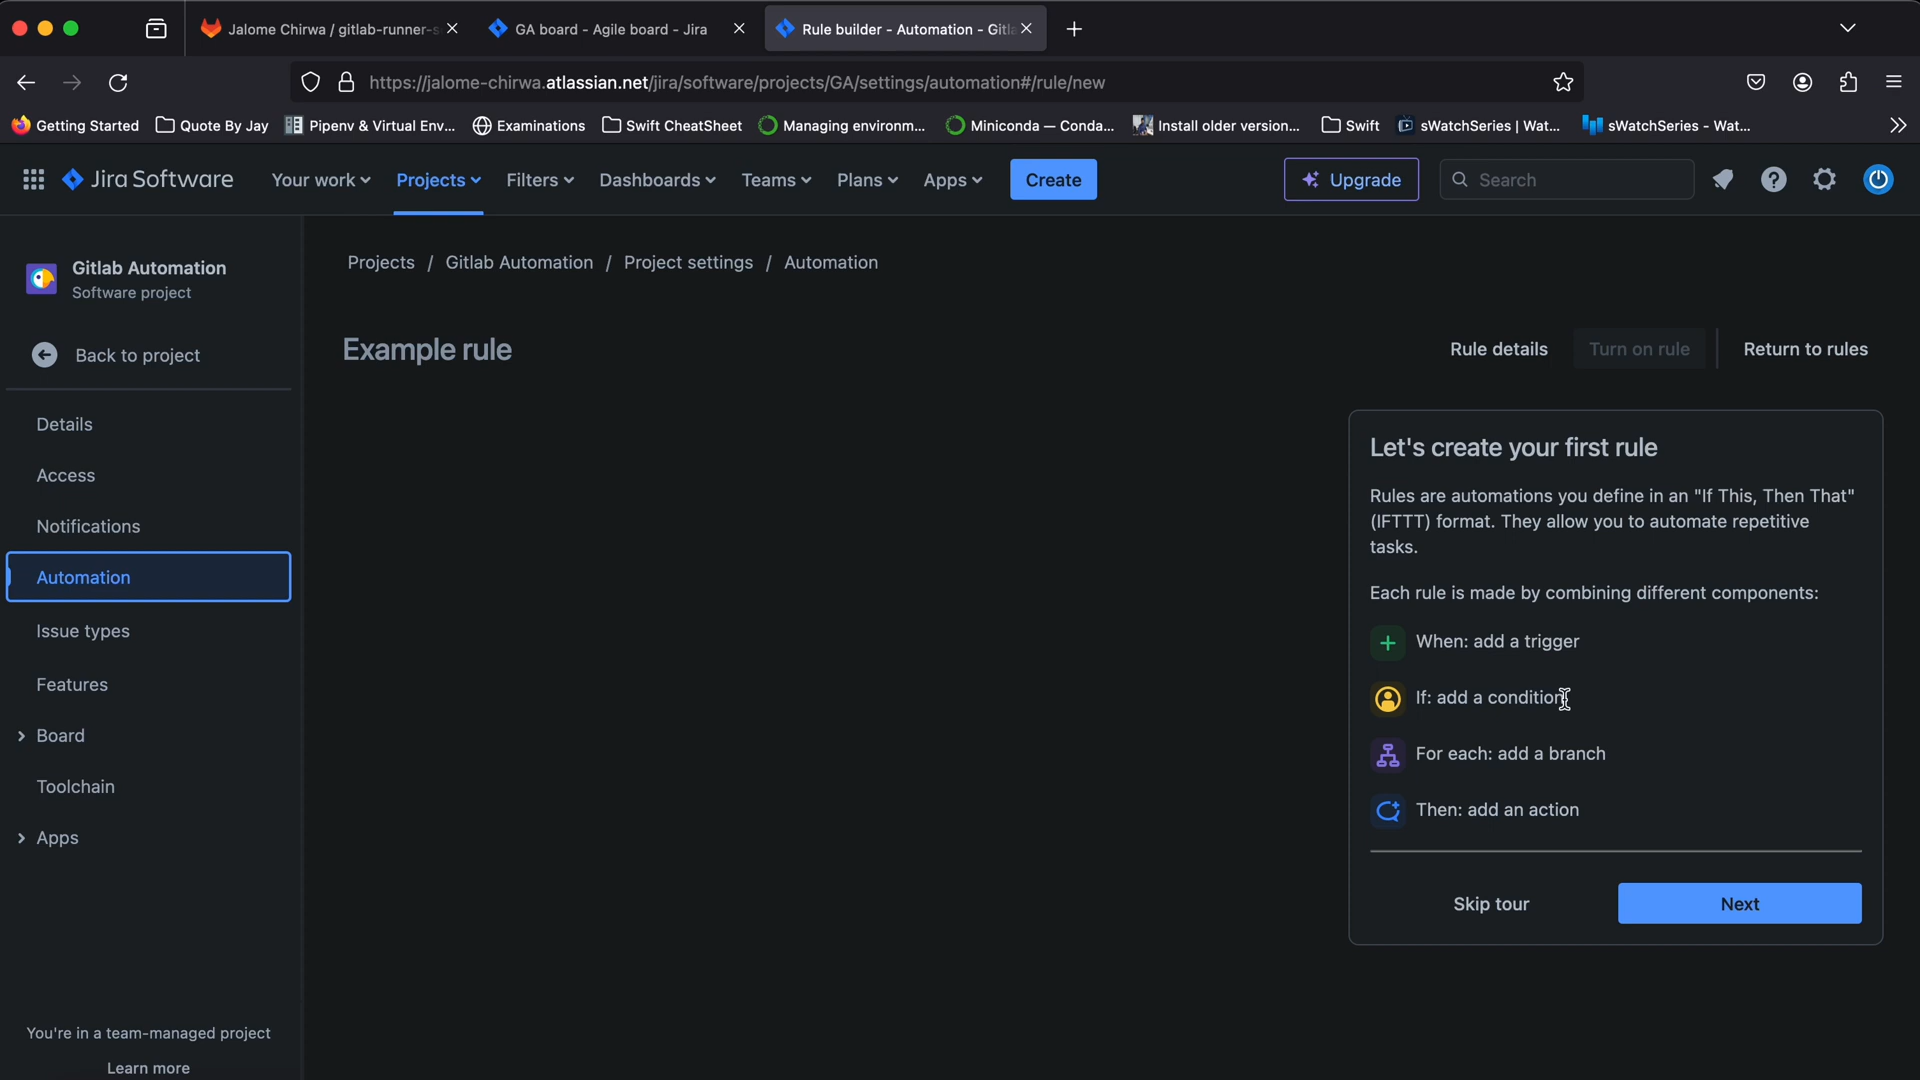 Jalome Chirwa / gitlab-runner-s
GA board - Agile board - Jira
Rule builder - Automation - Gitla
https://jalome-chirwa.atlassian.net/jira/software/projects/GA/settings/automation#/rule/new
Getting Started
Quote By Jay
Pipenv & Virtual Env...
Examinations
Swift CheatSheet
Managing environm...
Miniconda — Conda...
Install older version...
Swift
sWatchSeries | Wat...
sWatchSeries - Wat...
Jira Software
Your work
Projects
Filters
Dashboards
Teams
Plans
Apps
Create
Upgrade
Search
Gitlab Automation
Software project
Back to project
Details
Access
Notifications
Automation
Issue types
Features
Board
Toolchain
Apps
You're in a team-managed project
Learn more
Projects / Gitlab Automation / Project settings / Automation
Example rule
Rule details
Turn on rule
Return to rules
Let's create your first rule
Rules are automations you define in an "If This, Then That"
(IFTTT) format. They allow you to automate repetitive
tasks.
Each rule is made by combining different components:
When: add a trigger
If: add a condition
For each: add a branch
Then: add an action
Skip tour
Next